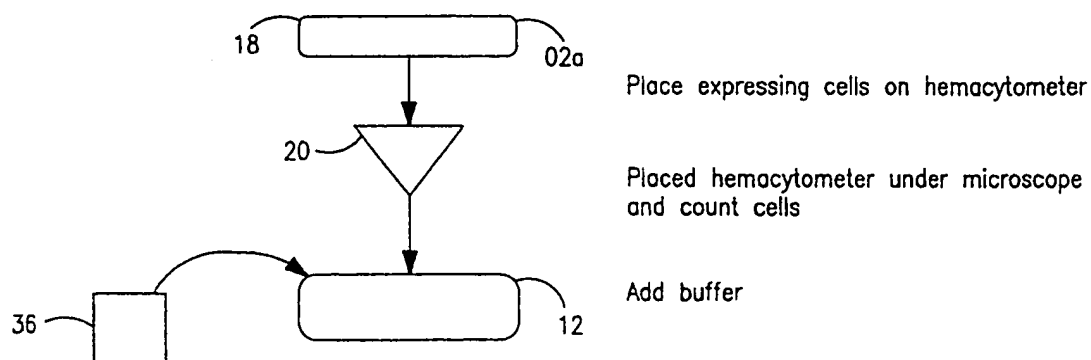 18
02a
Place expressing cells on hemacytometer
20
Placed hemacytometer under microscope
and count cells
Add buffer
36
12